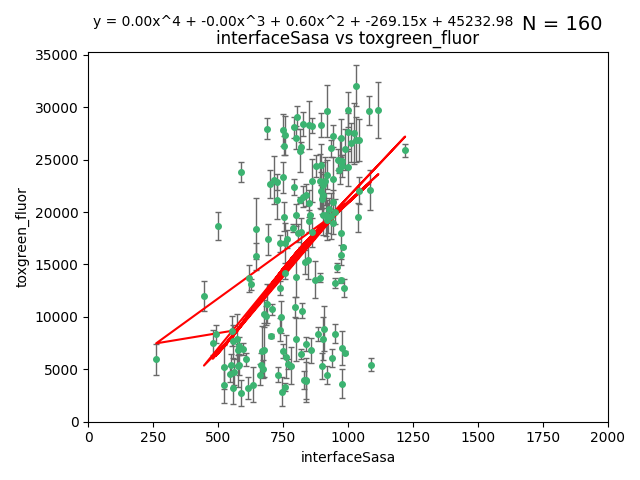 y = 0.00x^4 + -0.00x^3 + 0.60x^2 + -269.15x + 45232.98
N = 160
interfaceSasa vs toxgreen_fluor
35000
30000
25000
20000
15000
10000
5000
0
toxgreen_fluor
0 250 500 750 1000 1250 1500 1750 2000
interfaceSasa